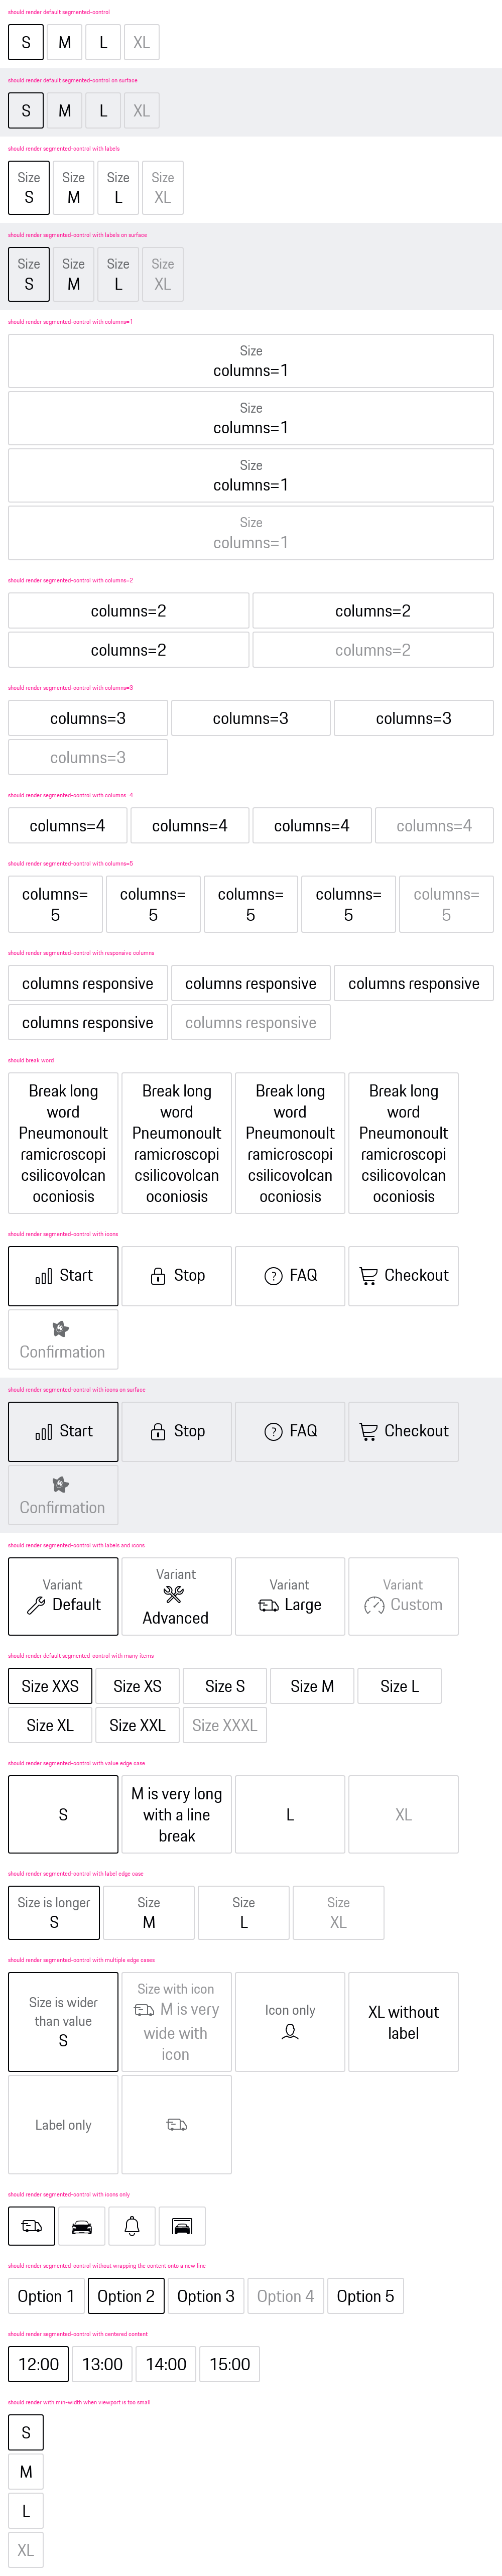 should render default segmented-control
S M L XL
should render default segmented-control on surface
S M L XL
should render segmented-control with labels
Size Size Size Size
S M L XL
should render segmented-control with labels on surface
Size Size Size Size
S M L XL
should render segmented-control with columns=1
Size
columns=1
Size
columns=1
Size
columns=1
Size
columns=1
should render segmented-control with columns=2
columns=2 columns=2
columns=2 columns=2
should render segmented-control with columns=3
columns=3 columns=3 columns=3
columns=3
should render segmented-control with columns=4
columns=4 columns=4 columns=4 columns=4
should render segmented-control with columns=5
columns= columns= columns= columns= columns=
5 5 5 5 5
should render segmented-control with responsive columns
columns responsive columns responsive columns responsive
columns responsive columns responsive
should break word
Break long Break long Break long Break long
word word word word
Pneumonoult Pneumonoult Pneumonoult Pneumonoult
ramicroscopi ramicroscopi ramicroscopi ramicroscopi
csilicovolcan csilicovolcan csilicovolcan csilicovolcan
oconiosis oconiosis oconiosis oconiosis
should render segmented-control with icons
Start Stop FAQ Checkout
Confirmation
should render segmented-control with icons on surface
Start Stop FAQ Checkout
Confirmation
should render segmented-control with labels and icons
Variant Variant Variant Variant
Default Advanced Large Custom
should render default segmented-control with many items
Size XXS Size XS Size S Size M Size L
Size XL Size XXL Size XXXL
should render segmented-control with value edge case
S
M is very long
with a line
break
L
XL
should render segmented-control with label edge case
Size is longer Size Size Size
S M L XL
should render segmented-control with multiple edge cases
Size is wider
than value
S
Size with icon
M is very
wide with
icon
Icon only
XL without
label
Label only
should render segmented-control with icons only
should render segmented-control without wrapping the content onto a new line
Option 1 Option 2 Option 3 Option 4 Option 5
should render segmented-control with centered content
12:00 13:00 14:00 15:00
should render with min-width when viewport is too small
S
M
L
XL